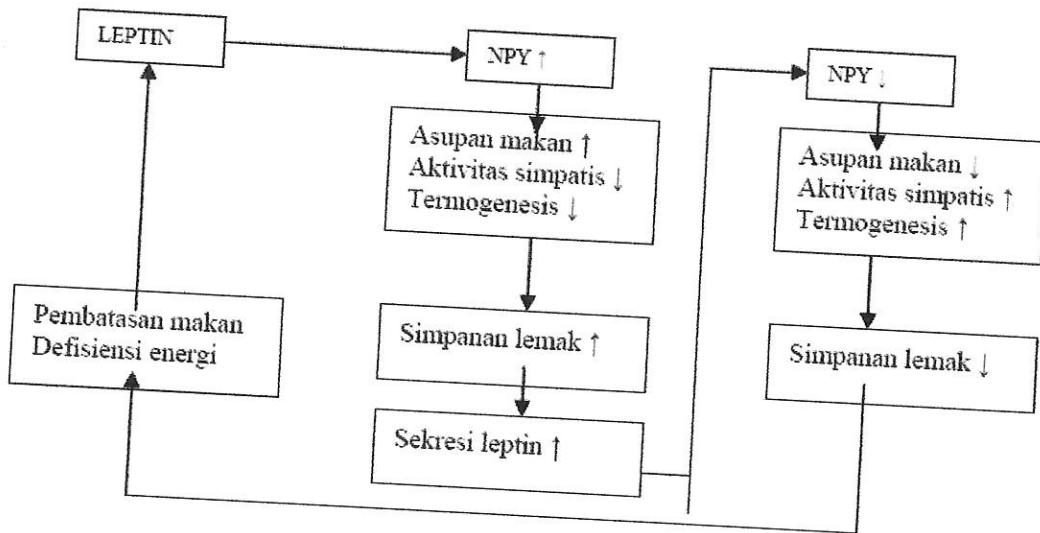 LEPTIN
NPY ↑
Asupan makan ↑
Aktivitas simpatis ↓
Termogenesis ↓
Simpanan lemak ↑
Sekresi leptin ↑
NPY ↓
Asupan makan ↓
Aktivitas simpatis ↑
Termogenesis ↑
Simpanan lemak ↓
Pembatasan makan
Defisiensi energi